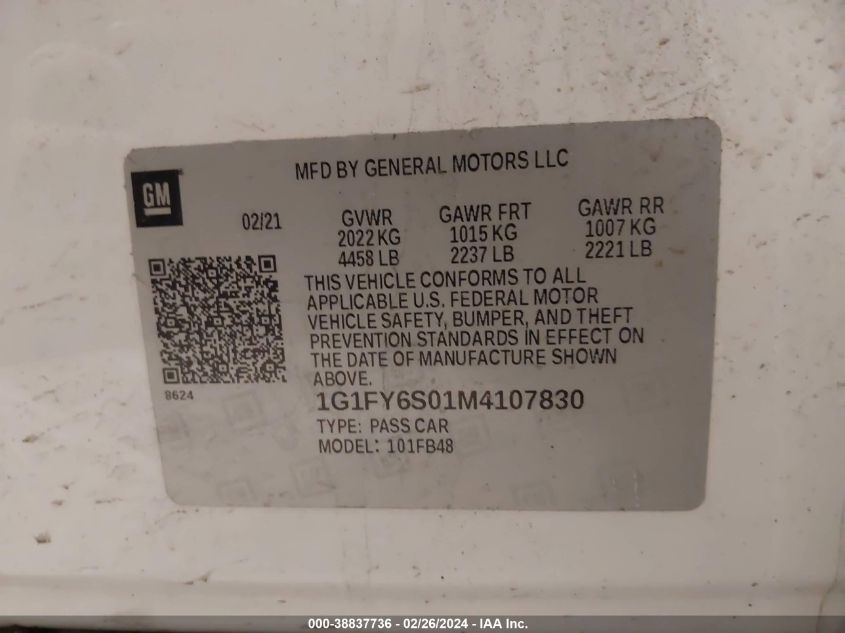 MFD BY GENERAL MOTORS LLC
GM
02/21
GVWR
2022 KG
4458 LB
GAWR FRT
1015 KG
2237 LB
GAWR RR
1007 KG
2221 LB
THIS VEHICLE CONFORMS TO ALL
APPLICABLE U.S. FEDERAL MOTOR
VEHICLE SAFETY, BUMPER, AND THEFT
PREVENTION STANDARDS IN EFFECT ON
THE DATE OF MANUFACTURE SHOWN
ABOVE.
8624
1G1FY6S01M4107830
TYPE: PASS CAR
MODEL: 101FB48
000-38837736 - 02/26/2024 - IAA Inc.